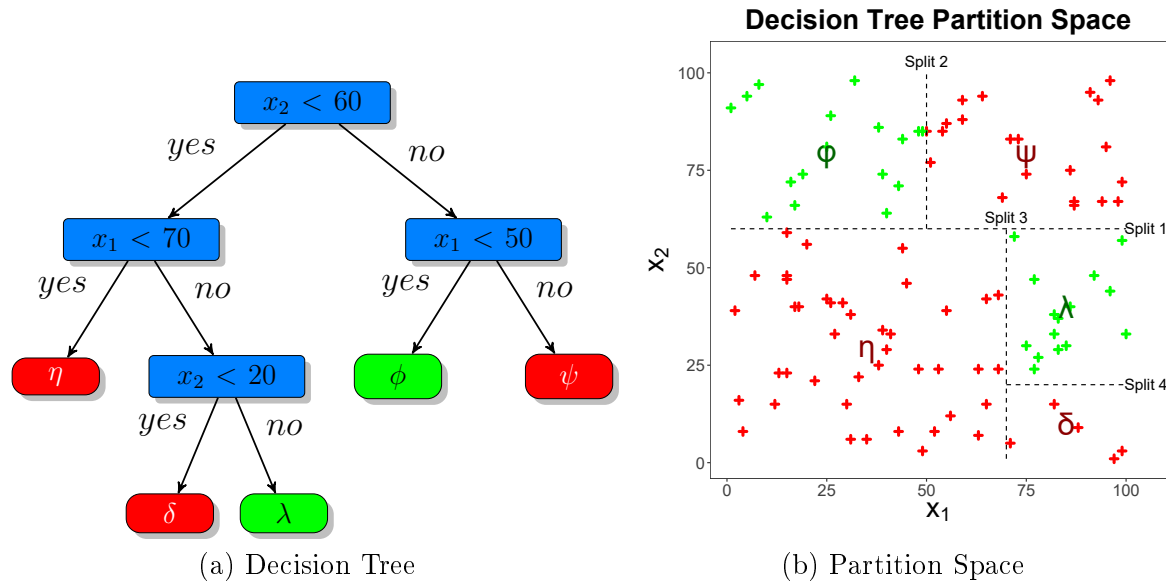 x₂ < 60
yes
no
x₁ < 70
x₁ < 50
yes
no
yes
no
η
x₂ < 20
ϕ
ψ
yes
no
δ
λ
(a) Decision Tree
Decision Tree Partition Space
Split 2
100
φ
ψ
75
Split 3
Split 1
x₂
50
λ
η
25
Split 4
δ
0
0
25
50
75
100
x₁
(b) Partition Space